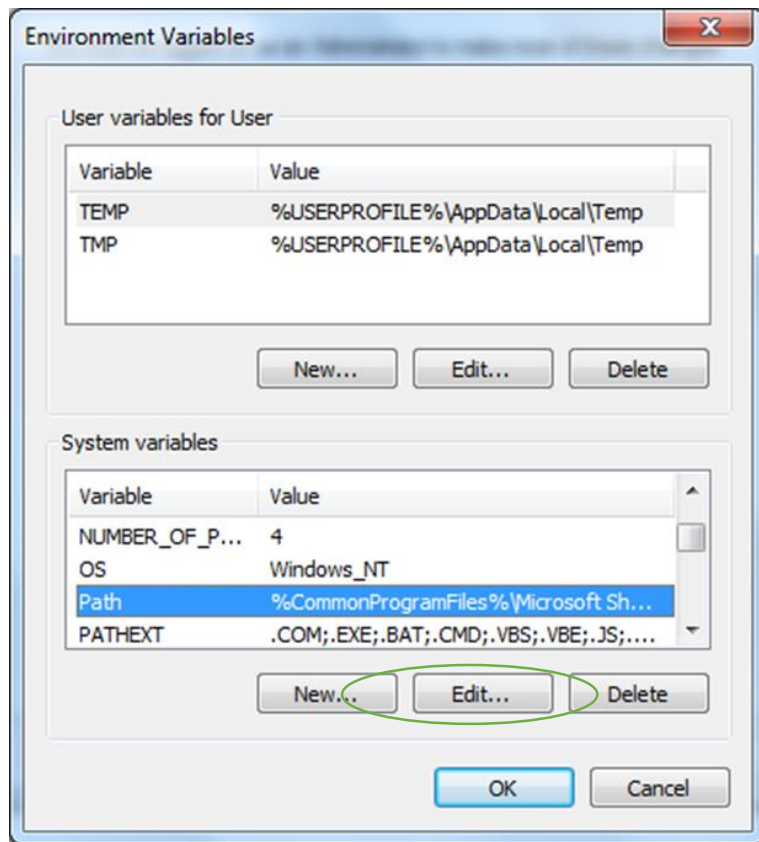 Environment Variables
User variables for User
Variable Value
TEMP %USERPROFILE%\AppData\Local\Temp
TMP %USERPROFILE%\AppData\Local\Temp
New... Edit... Delete
System variables
Variable Value
NUMBER_OF_P... 4
OS Windows_NT
Path %CommonProgramFiles%\Microsoft Sh...
PATHEXT .COM;.EXE;.BAT;.CMD;.VBS;.VBE;.JS;....
New... Edit... Delete
OK Cancel